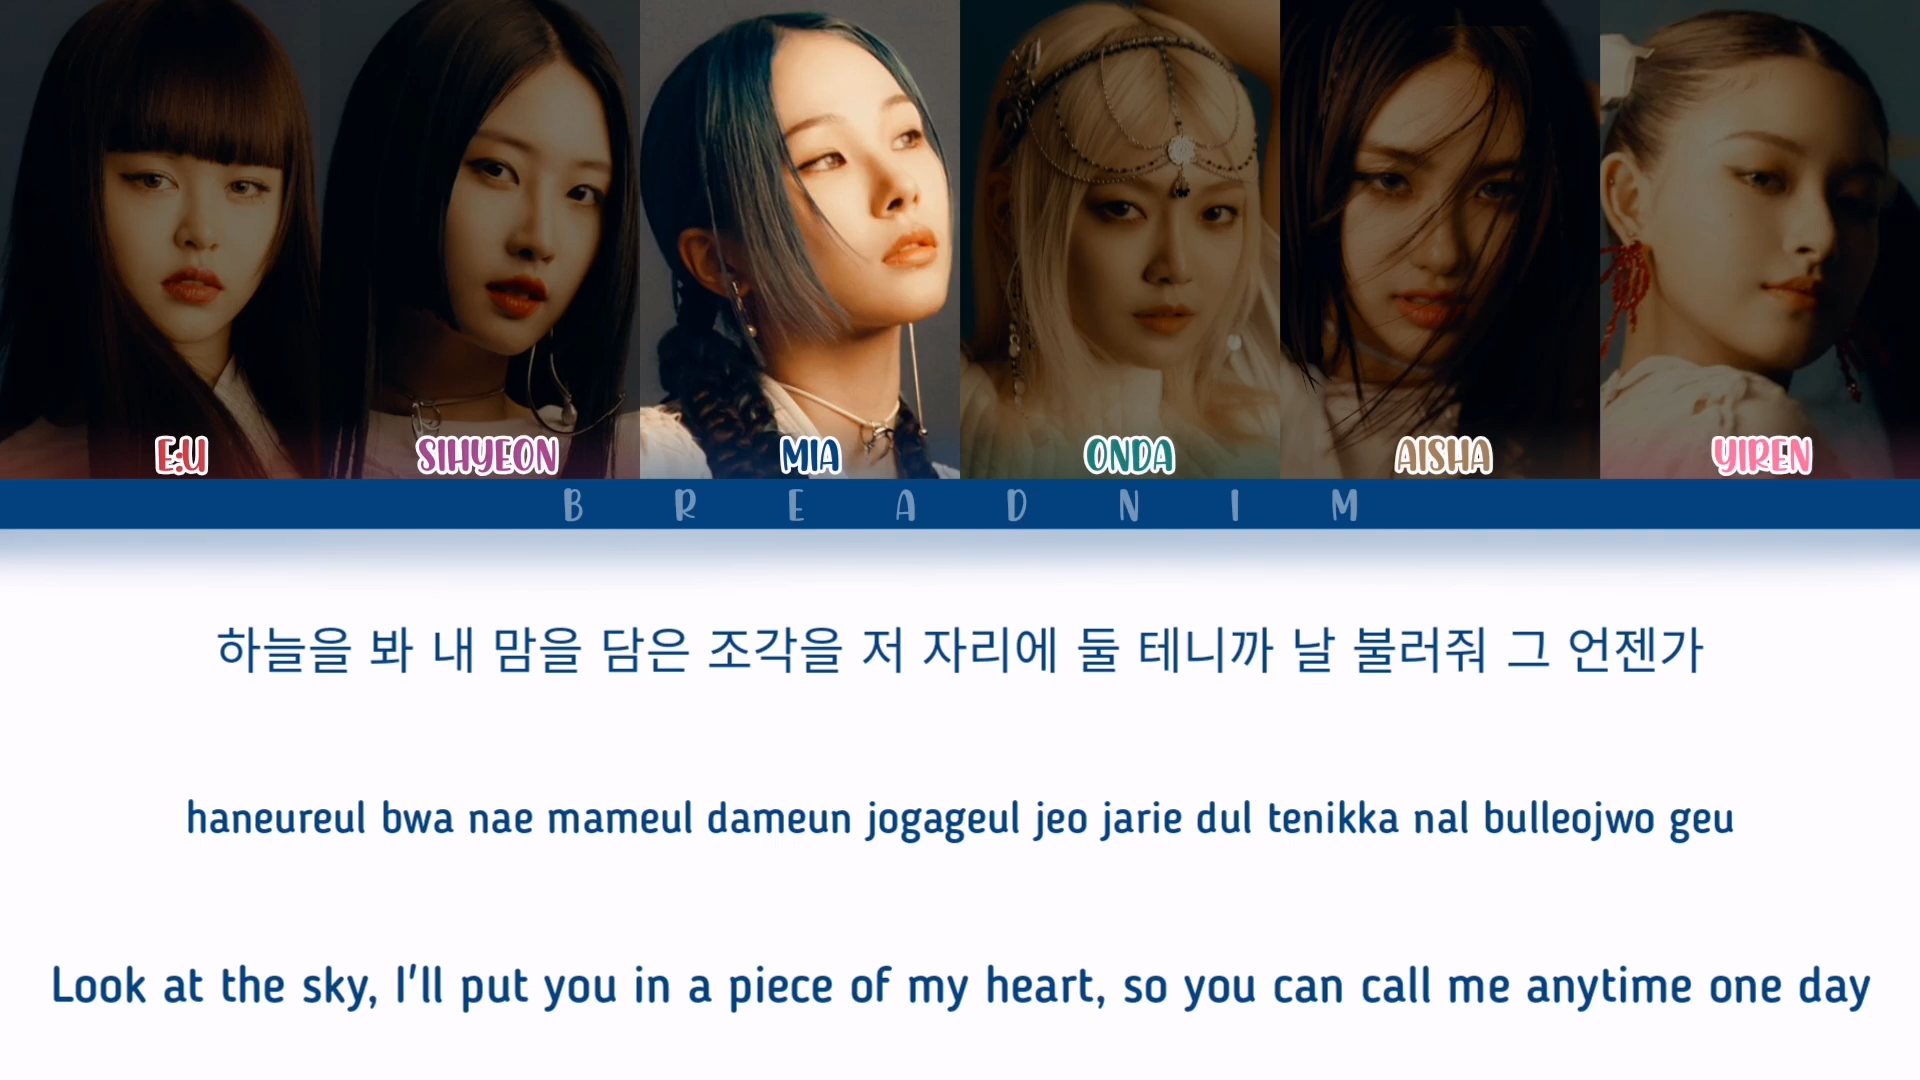 E:U SIHYEON MIA ONDA AISHA YIREN
BREADNIM
하늘을 봐 내 맘을 담은 조각을 저 자리에 둘 테니까 날 불러줘 그 언젠가
haneureul bwa nae mameul dameun jogageul jeo jarie dul tenikka nal bulleojwo geu
Look at the sky, I'll put you in a piece of my heart, so you can call me anytime one day